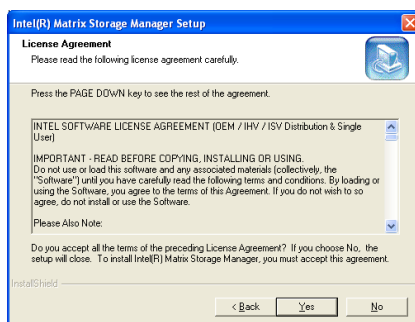 Intel(R) Matrix Storage Manager Setup
License Agreement
Please read the following license agreement carefully.
Press the PAGE DOWN key to see the rest of the agreement.
INTEL SOFTWARE LICENSE AGREEMENT (OEM / IHV / ISV Distribution & Single
User)
IMPORTANT - READ BEFORE COPYING, INSTALLING OR USING.
Do not use or load this software and any associated materials (collectively, the
"Software") until you have carefully read the following terms and conditions. By loading or
using the Software, you agree to the terms of this Agreement. If you do not wish to so
agree, do not install or use the Software.
Please Also Note:
Do you accept all the terms of the preceding License Agreement? If you choose No, the
setup will close. To install Intel(R) Matrix Storage Manager, you must accept this agreement.
InstallShield
< Back
Yes
No